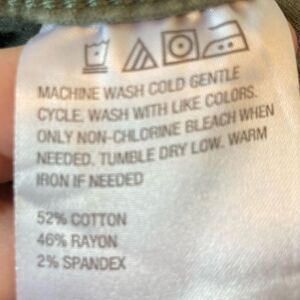 MACHINE WASH COLD GENTLE
CYCLE. WASH WITH LIKE COLORS.
ONLY NON-CHLORINE BLEACH WHEN
NEEDED. TUMBLE DRY LOW. WARM
IRON IF NEEDED
52% COTTON
46% RAYON
2% SPANDEX